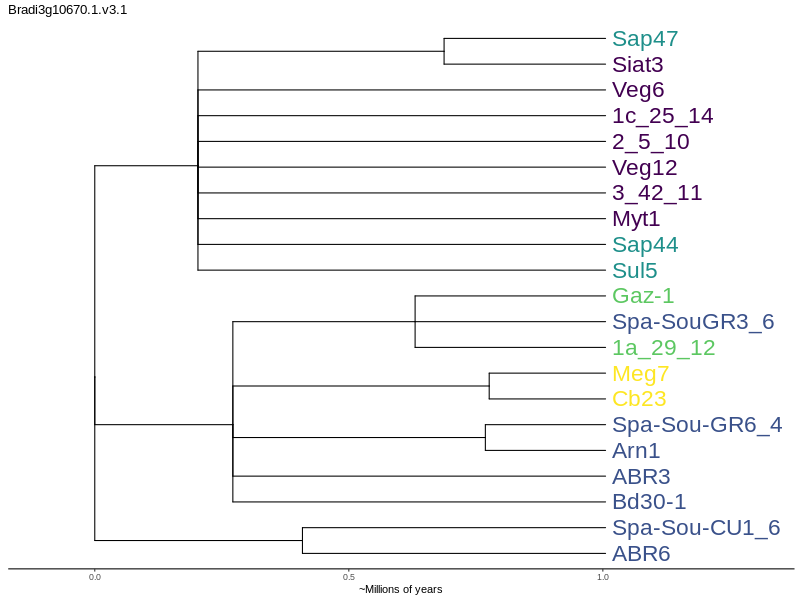 Bradi3g10670.1.v3.1
Sap47
Siat3
Veg6
1c_25_14
2_5_10
Veg12
3_42_11
Myt1
Sap44
Sul5
Gaz-1
Spa-SouGR3_6
1a_29_12
Meg7
Cb23
Spa-Sou-GR6_4
Arn1
ABR3
Bd30-1
Spa-Sou-CU1_6
ABR6
0.0 0.5 1.0
~Millions of years